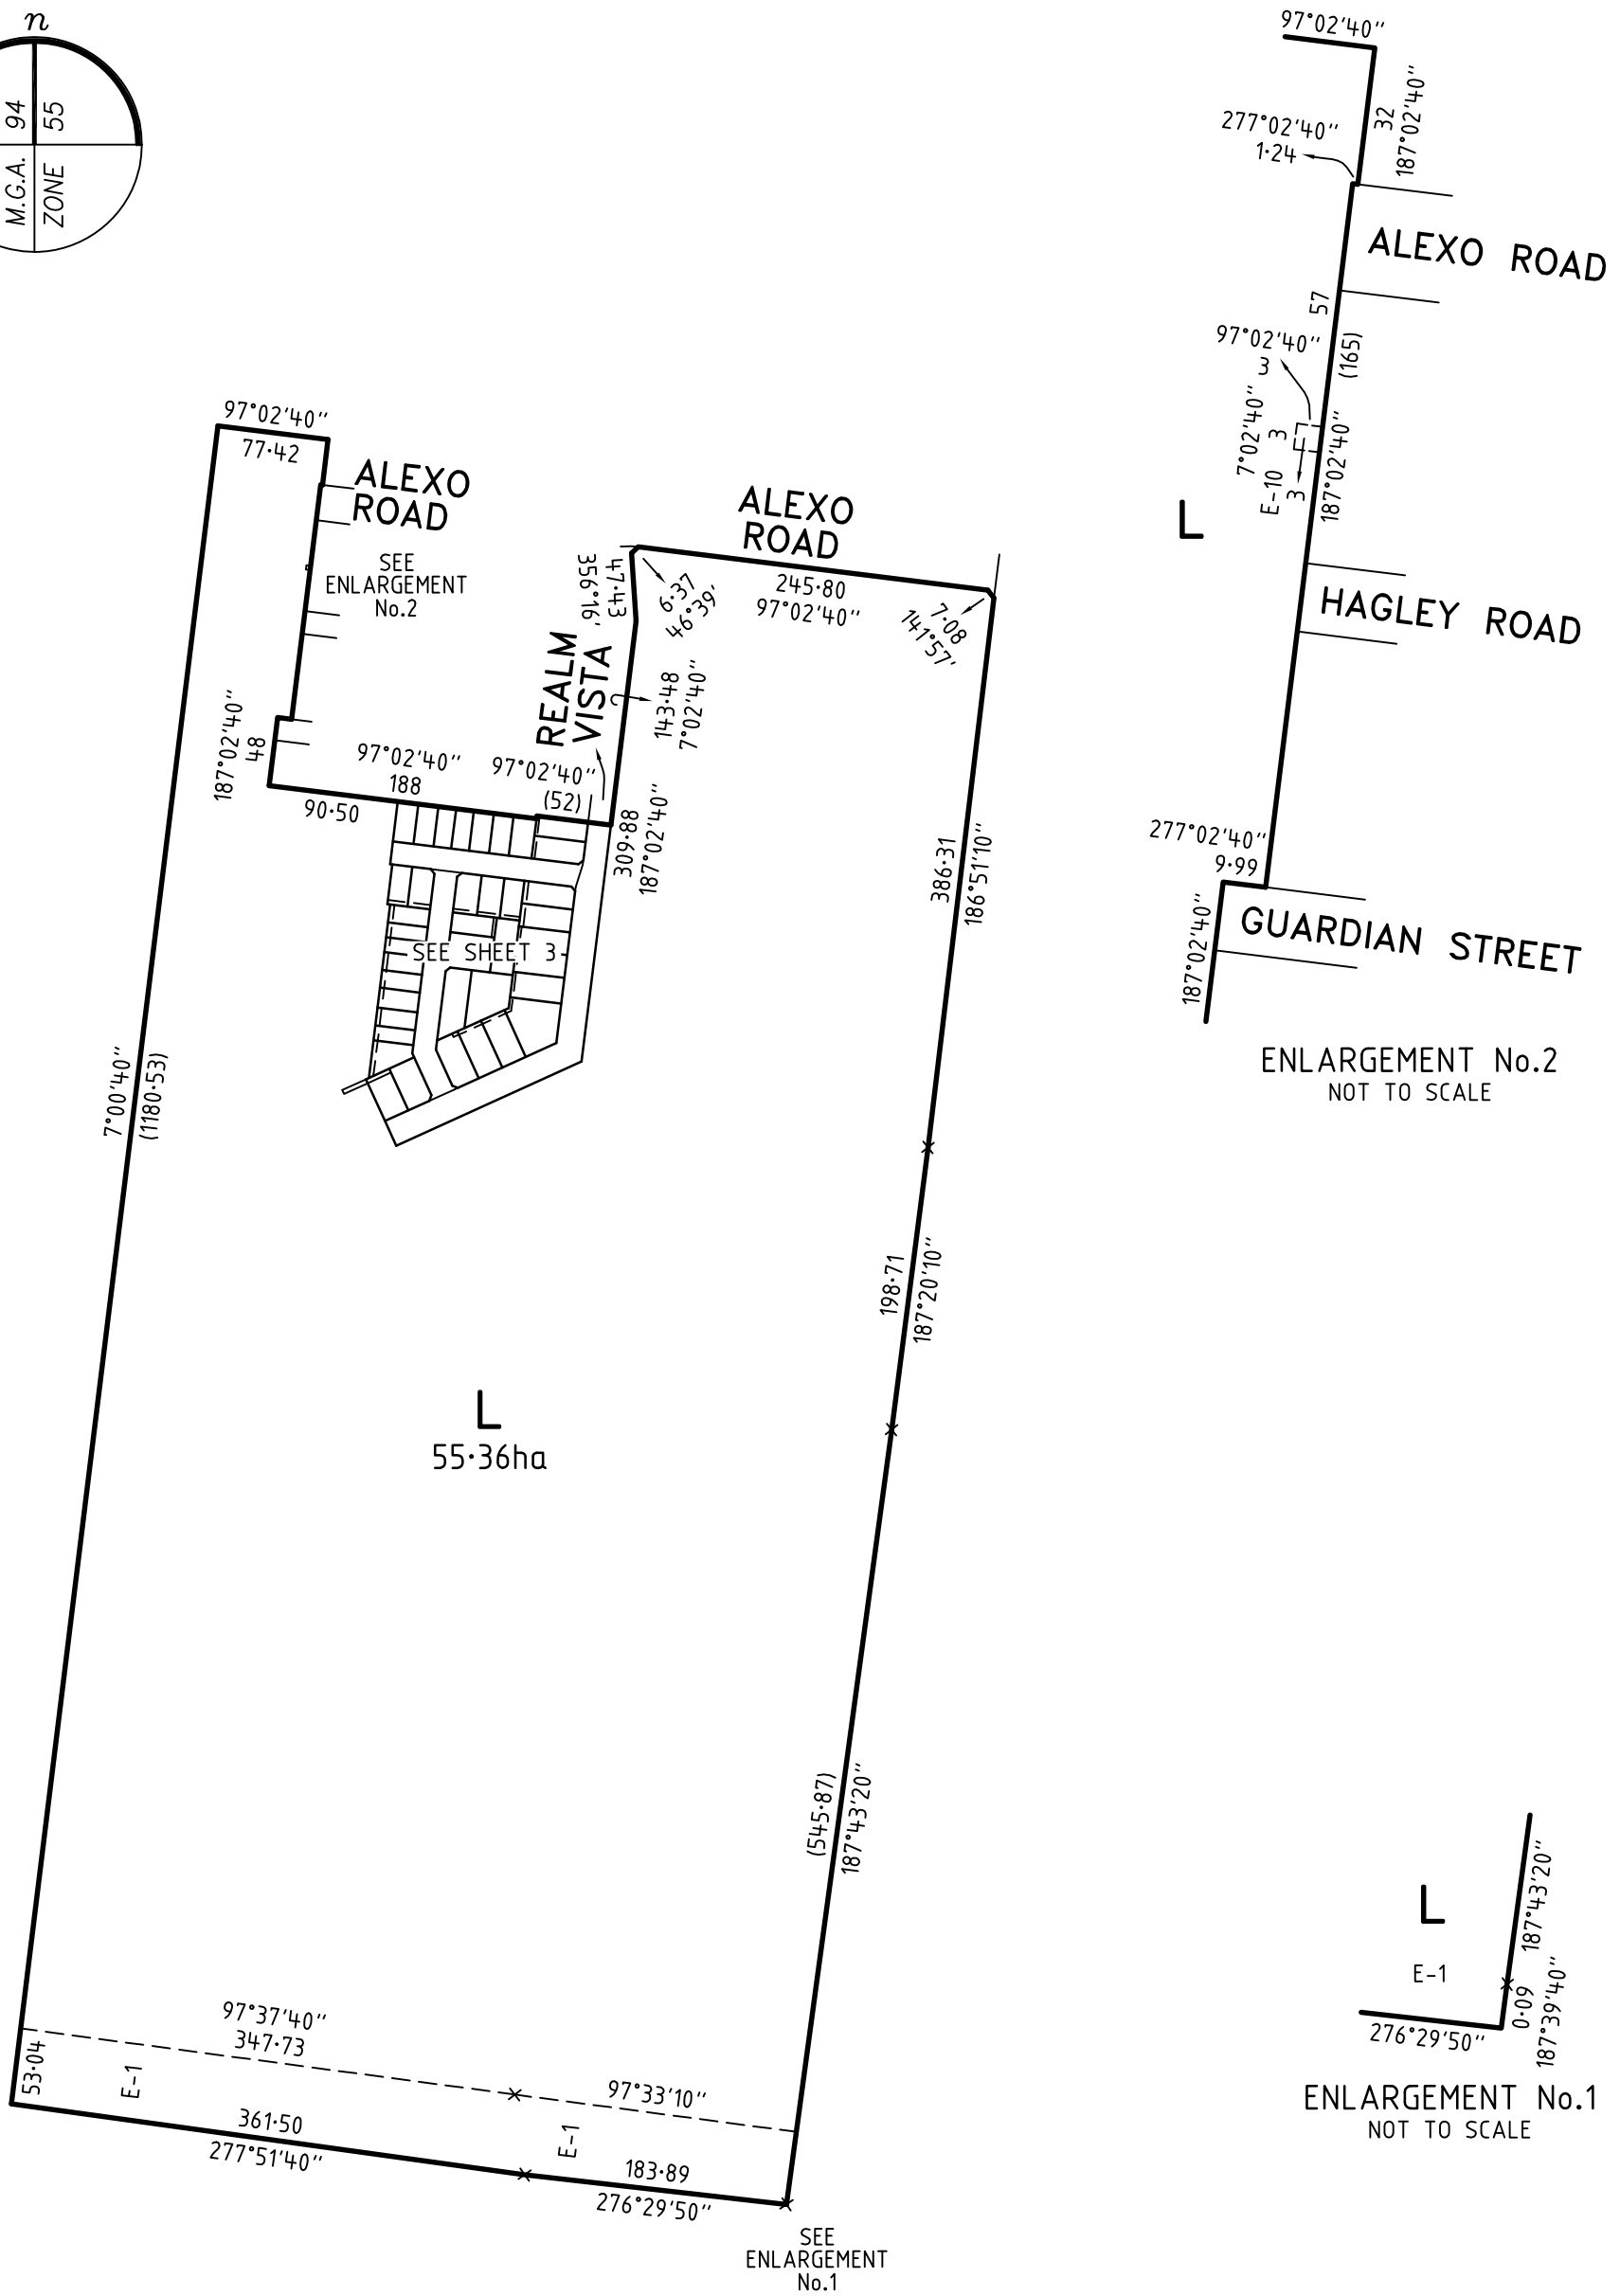 n
M.G.A. 94
ZONE 55
97°02'40"
77·42
ALEXO
ROAD
SEE
ENLARGEMENT
No.2
187°02'40"
48
97°02'40"
188
90·50
97°02'40"
(52)
REALM
VISTA
356°16'
47·43
6·37
46°39'
ALEXO
ROAD
245·80
97°02'40"
7·08
141°57'
143·48
7°02'40"
309·88
187°02'40"
386·31
186°51'10"
SEE SHEET 3
7°00'40"
(1180·53)
198·71
187°20'10"
L
55·36ha
(545·87)
187°43'20"
97°37'40"
347·73
53·04
E-1
97°33'10"
E-1
361·50
277°51'40"
183·89
276°29'50"
SEE
ENLARGEMENT
No.1
97°02'40"
32
187°02'40"
277°02'40"
1·24
ALEXO ROAD
57
(165)
97°02'40"
3
7°02'40"
3
E-10
3
187°02'40"
L
HAGLEY ROAD
277°02'40"
9·99
187°02'40"
GUARDIAN STREET
ENLARGEMENT No.2
NOT TO SCALE
L
E-1
187°43'20"
0·09
187°39'40"
276°29'50"
ENLARGEMENT No.1
NOT TO SCALE